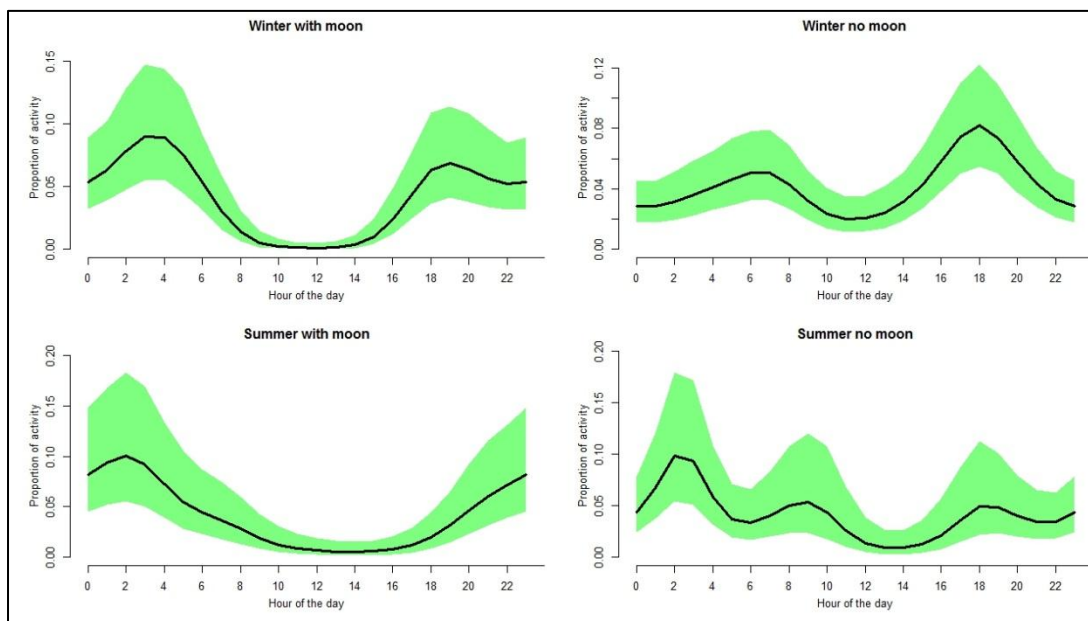 Winter with moon
Proportion of activity
0.00 0.05 0.10 0.15
0 2 4 6 8 10 12 14 16 18 20 22
Hour of the day
Winter no moon
Proportion of activity
0.00 0.04 0.08 0.12
0 2 4 6 8 10 12 14 16 18 20 22
Hour of the day
Summer with moon
Proportion of activity
0.00 0.05 0.10 0.15 0.20
0 2 4 6 8 10 12 14 16 18 20 22
Hour of the day
Summer no moon
Proportion of activity
0.00 0.05 0.10 0.15 0.20
0 2 4 6 8 10 12 14 16 18 20 22
Hour of the day